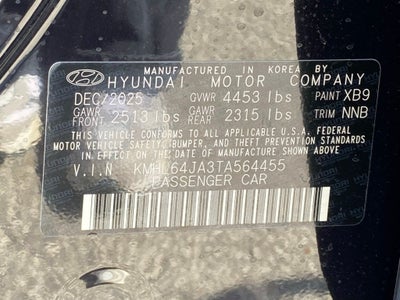 MANUFACTURED IN KOREA BY
HYUNDAI MOTOR COMPANY
DEC/2025 GVWR 4453 lbs PAINT XB9
GAWR FRONT 2513 lbs GAWR REAR 2315 lbs TRIM NNB
THIS VEHICLE CONFORMS TO ALL APPLICABLE U.S.A. FEDERAL
MOTOR VEHICLE SAFETY, BUMPER, AND THEFT PREVENTION
STANDARDS IN EFFECT ON THE DATE OF MANUFACTURE SHOWN ABOVE
V.I.N KMHL64JA3TA564455
PASSENGER CAR